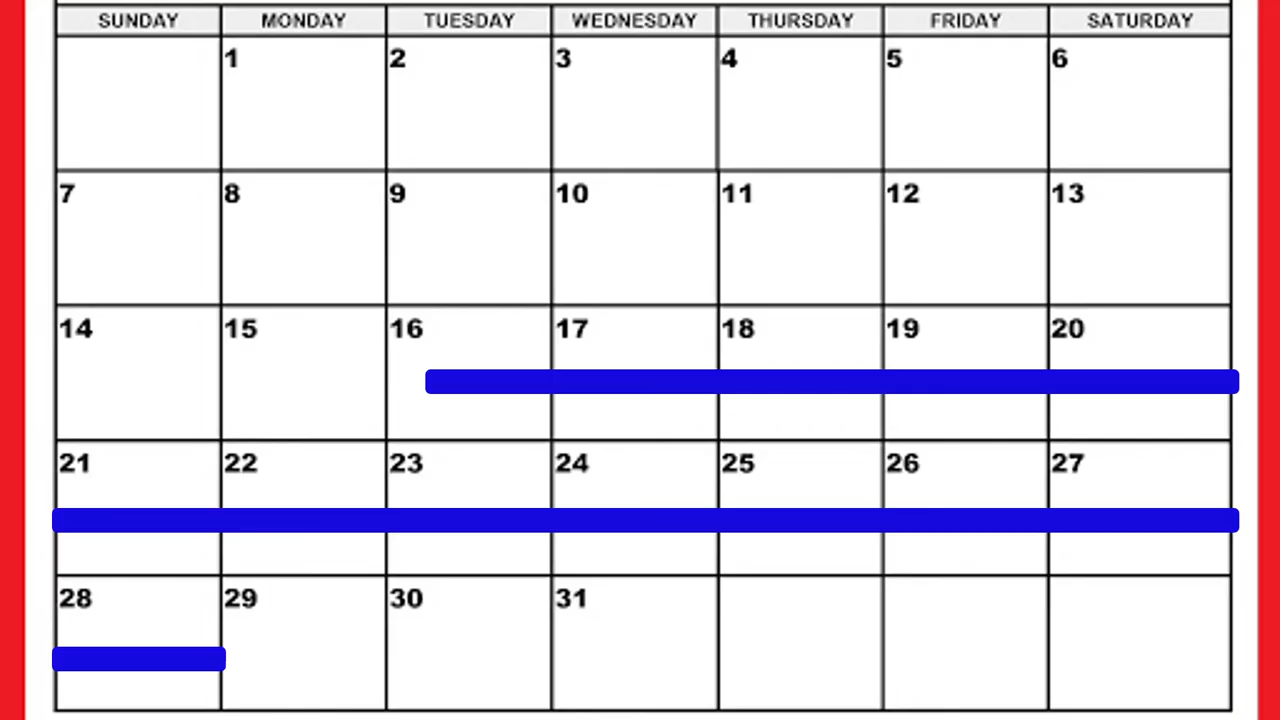 SUNDAY MONDAY TUESDAY WEDNESDAY THURSDAY FRIDAY SATURDAY
1 2 3 4 5 6
7 8 9 10 11 12 13
14 15 16 17 18 19 20
21 22 23 24 25 26 27
28 29 30 31